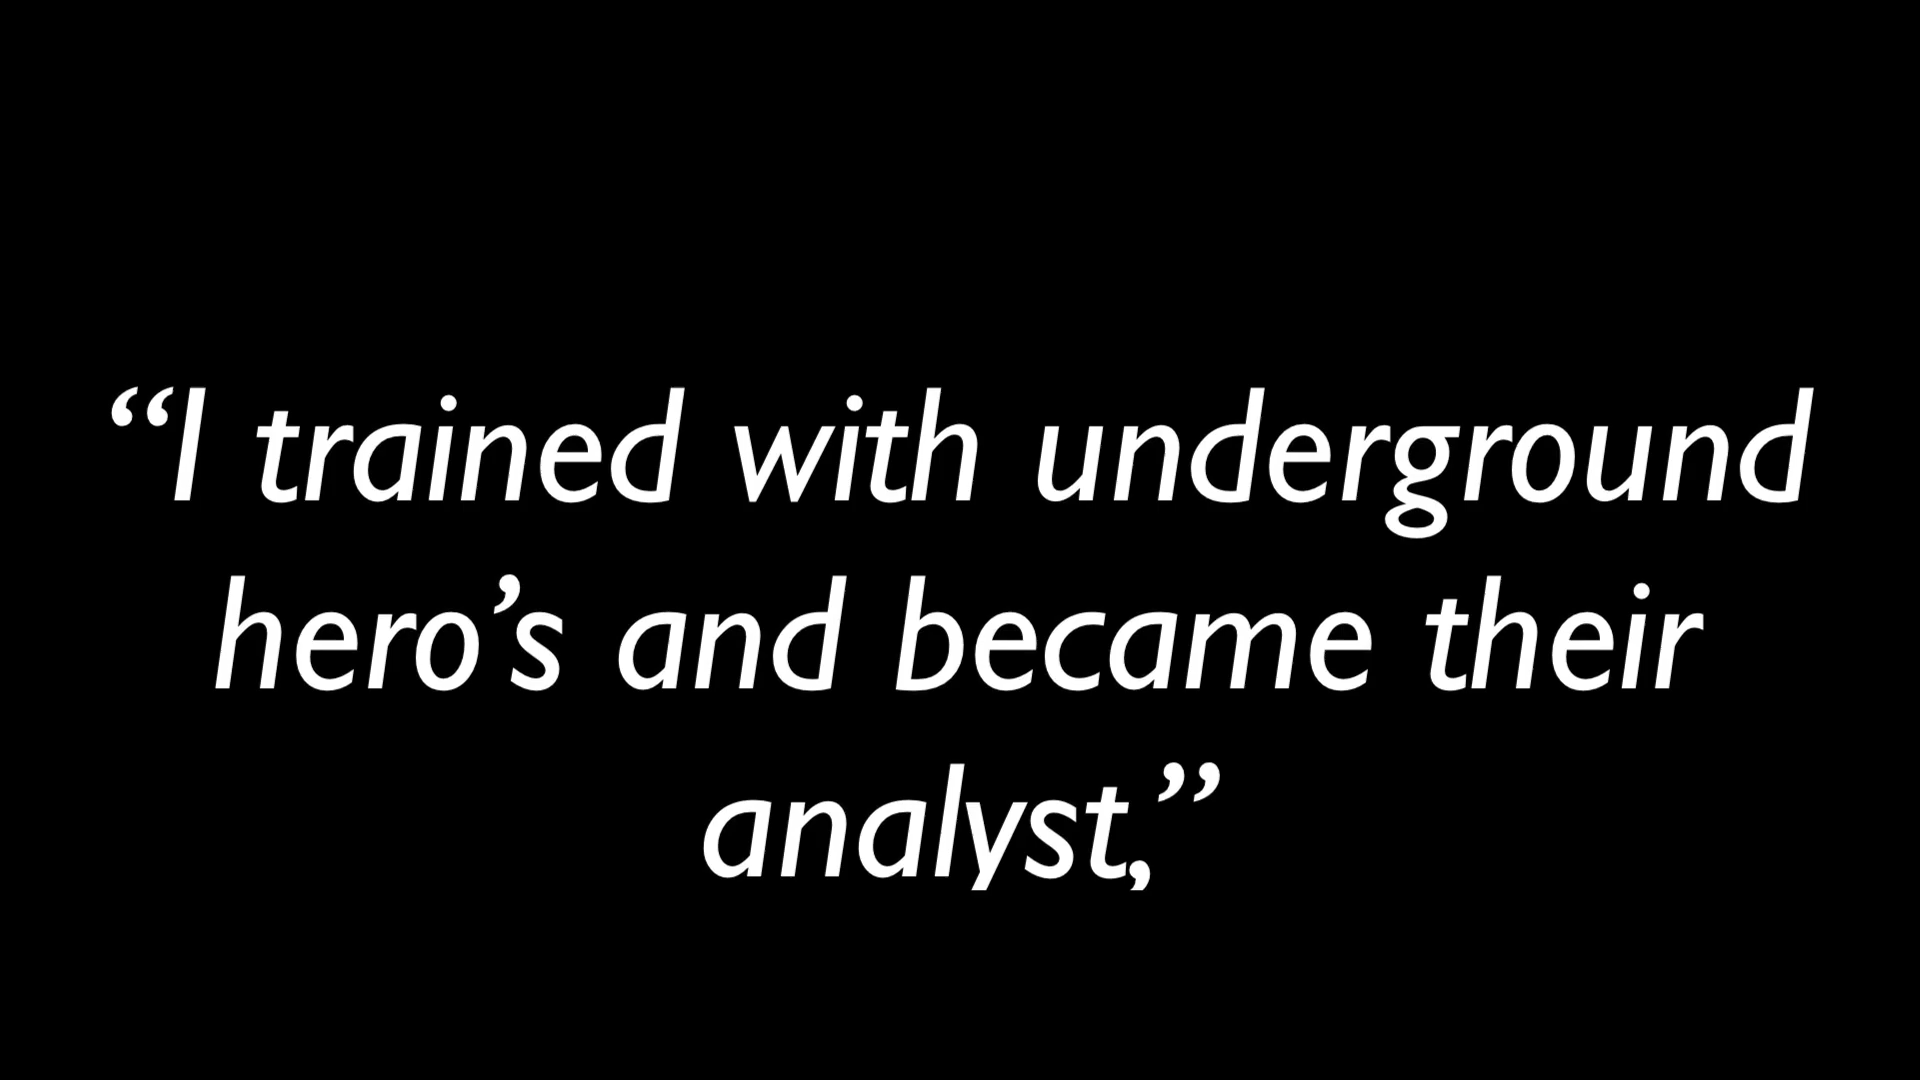 “I trained with underground
hero’s and became their
analyst,”